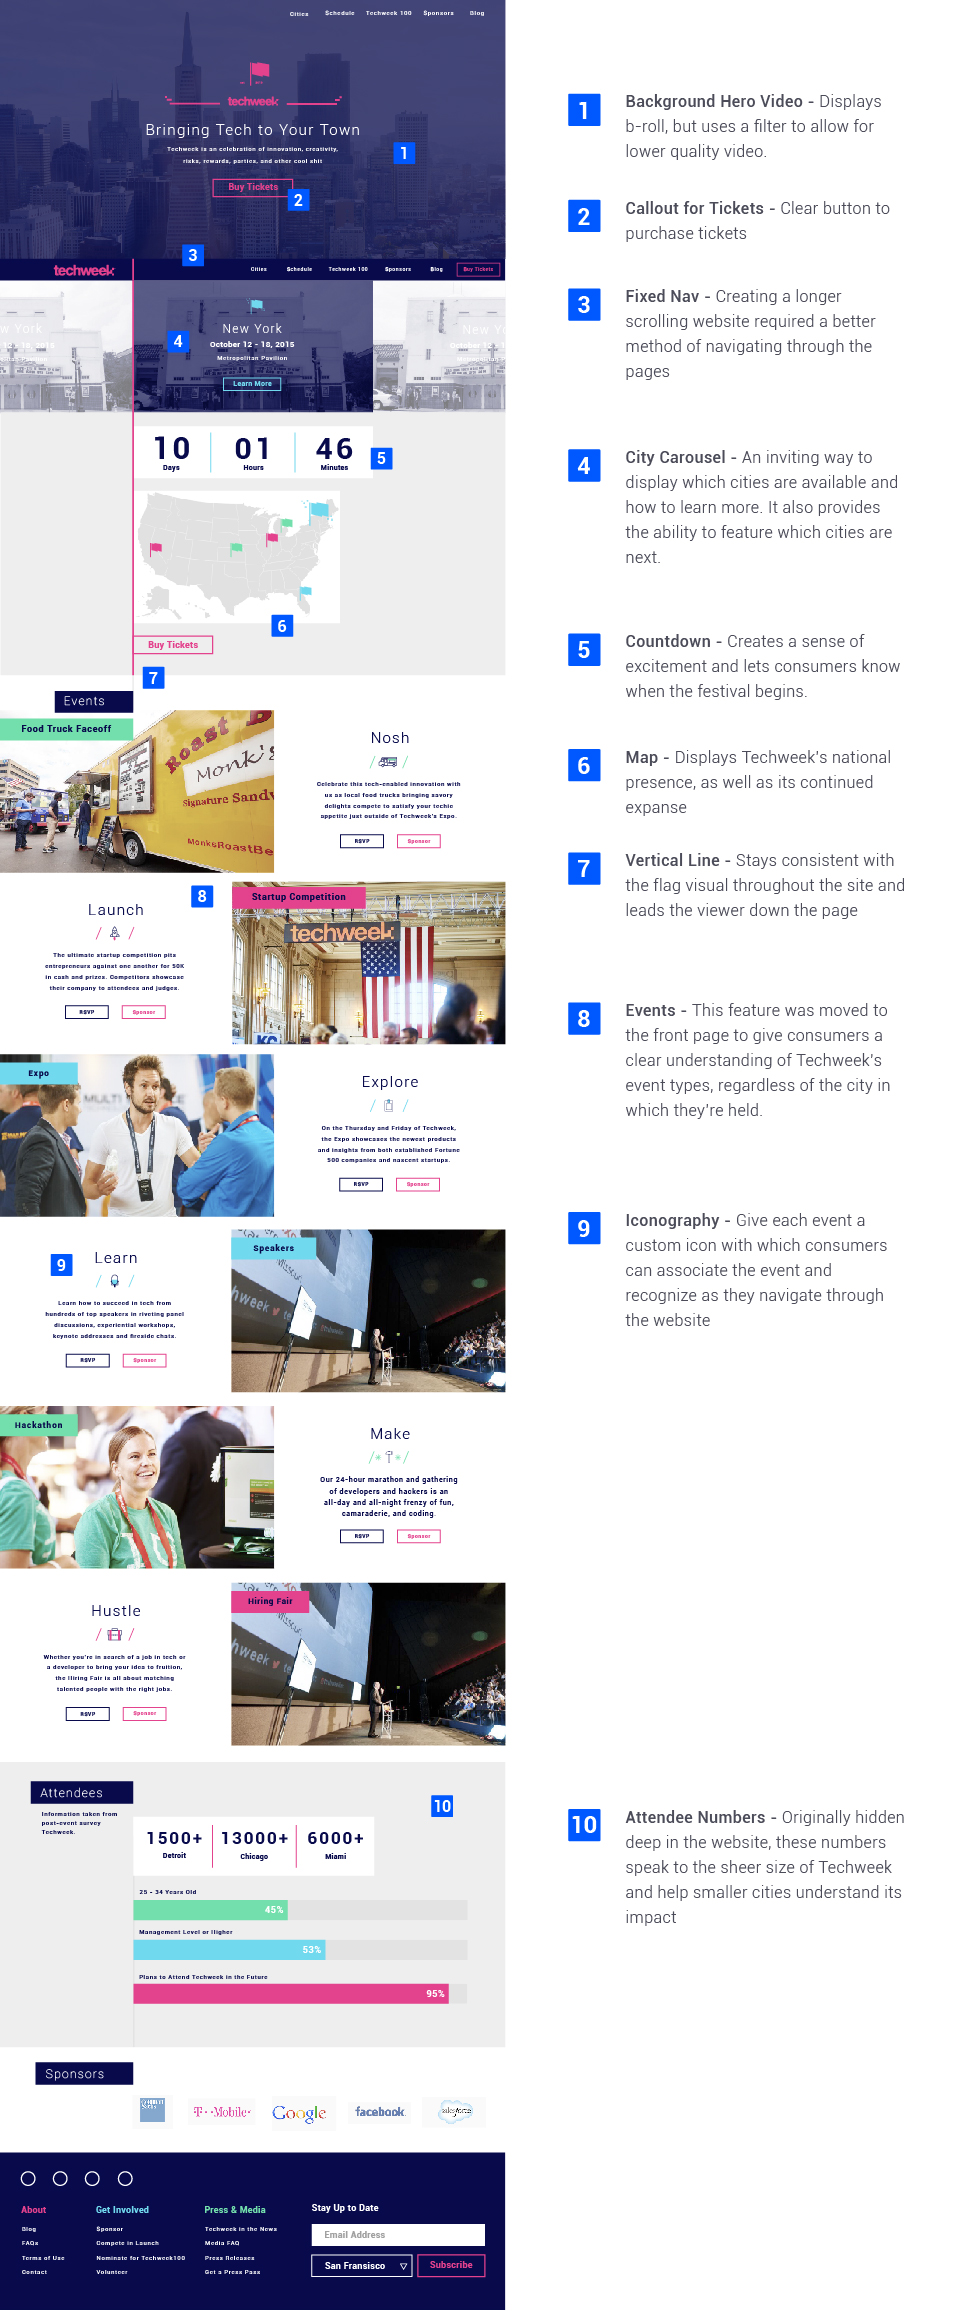 Cities Schedule Techweek 100 Sponsors Blog
techweek
Bringing Tech to Your Town
Techweek is an celebration of innovation, creativity,
risks, rewards, parties, and other cool shit
1
Buy Tickets
2
3
techweek Cities Schedule Techweek 100 Sponsors Blog Buy Tickets
New York
October 12 - 18, 2015
Metropolitan Pavilion
Learn More
4
10 01 46
Days Hours Minutes
5
6
Buy Tickets
7
Events
Food Truck Faceoff
Roast
Monk's
Signature Sandw
MonksRoastBe
Nosh
Celebrate this tech-enabled innovation with
us as local food trucks bringing savory
delights compete to satisfy your techie
appetite just outside of Techweek's Expo.
RSVP Sponsor
8
Launch
The ultimate startup competition pits
entrepreneurs against one another for 50K
in cash and prizes. Competitors showcase
their company to attendees and judges.
RSVP Sponsor
Startup Competition
techweek
KC
Expo
MULTI
Explore
On the Thursday and Friday of Techweek,
the Expo showcases the newest products
and insights from both established Fortune
500 companies and nascent startups.
RSVP Sponsor
9
Learn
Learn how to succeed in tech from
hundreds of top speakers in riveting panel
discussions, experiential workshops,
keynote addresses and fireside chats.
RSVP Sponsor
Speakers
Missouri
hweek
Hackathon
Make
Our 24-hour marathon and gathering
of developers and hackers is an
all-day and all-night frenzy of fun,
camaraderie, and coding.
RSVP Sponsor
Hustle
Whether you're in search of a job in tech or
a developer to bring your idea to fruition,
the Hiring Fair is all about matching
talented people with the right jobs.
RSVP Sponsor
Hiring Fair
Missouri
hweek
Attendees
Information taken from
post-event survey
Techweek.
10
1500+ 13000+ 6000+
Detroit Chicago Miami
25 - 34 Years Old
45%
Management Level or Higher
53%
Plans to Attend Techweek in the Future
95%
Sponsors
T··Mobile· Google facebook salesforce
About Get Involved Press & Media Stay Up to Date
Blog Sponsor Techweek in the News
FAQs Compete in Launch Media FAQ
Terms of Use Nominate for Techweek100 Press Releases
Contact Volunteer Get a Press Pass
Email Address
San Fransisco Subscribe
1 Background Hero Video - Displays
b-roll, but uses a filter to allow for
lower quality video.
2 Callout for Tickets - Clear button to
purchase tickets
3 Fixed Nav - Creating a longer
scrolling website required a better
method of navigating through the
pages
4 City Carousel - An inviting way to
display which cities are available and
how to learn more. It also provides
the ability to feature which cities are
next.
5 Countdown - Creates a sense of
excitement and lets consumers know
when the festival begins.
6 Map - Displays Techweek's national
presence, as well as its continued
expanse
7 Vertical Line - Stays consistent with
the flag visual throughout the site and
leads the viewer down the page
8 Events - This feature was moved to
the front page to give consumers a
clear understanding of Techweek's
event types, regardless of the city in
which they're held.
9 Iconography - Give each event a
custom icon with which consumers
can associate the event and
recognize as they navigate through
the website
10 Attendee Numbers - Originally hidden
deep in the website, these numbers
speak to the sheer size of Techweek
and help smaller cities understand its
impact